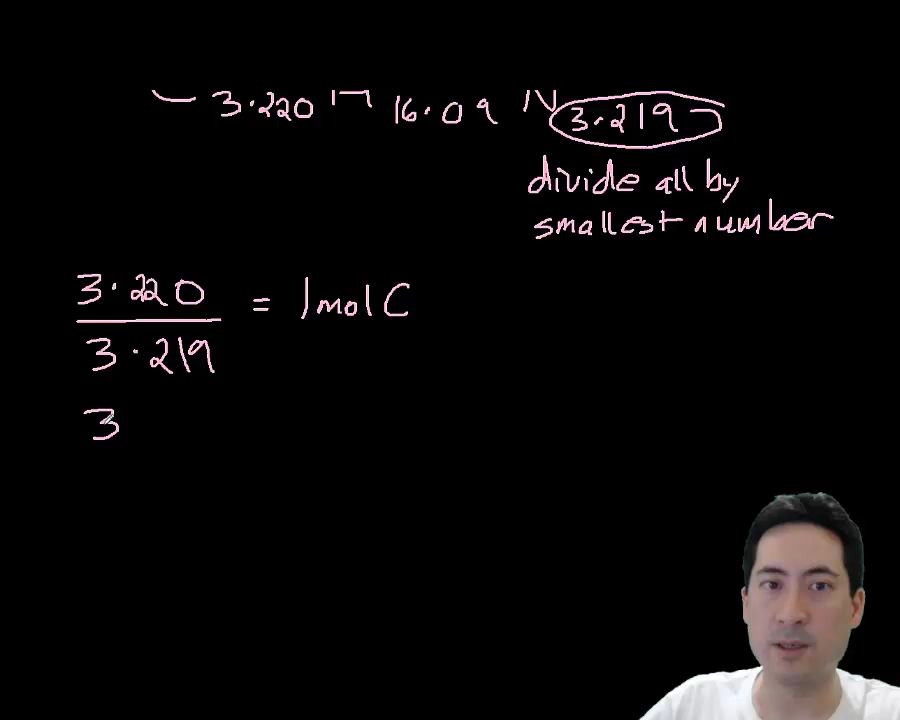 3.220 16.09 3.219
divide all by
smallest number
3.220
= 1 mol C
3.219
3